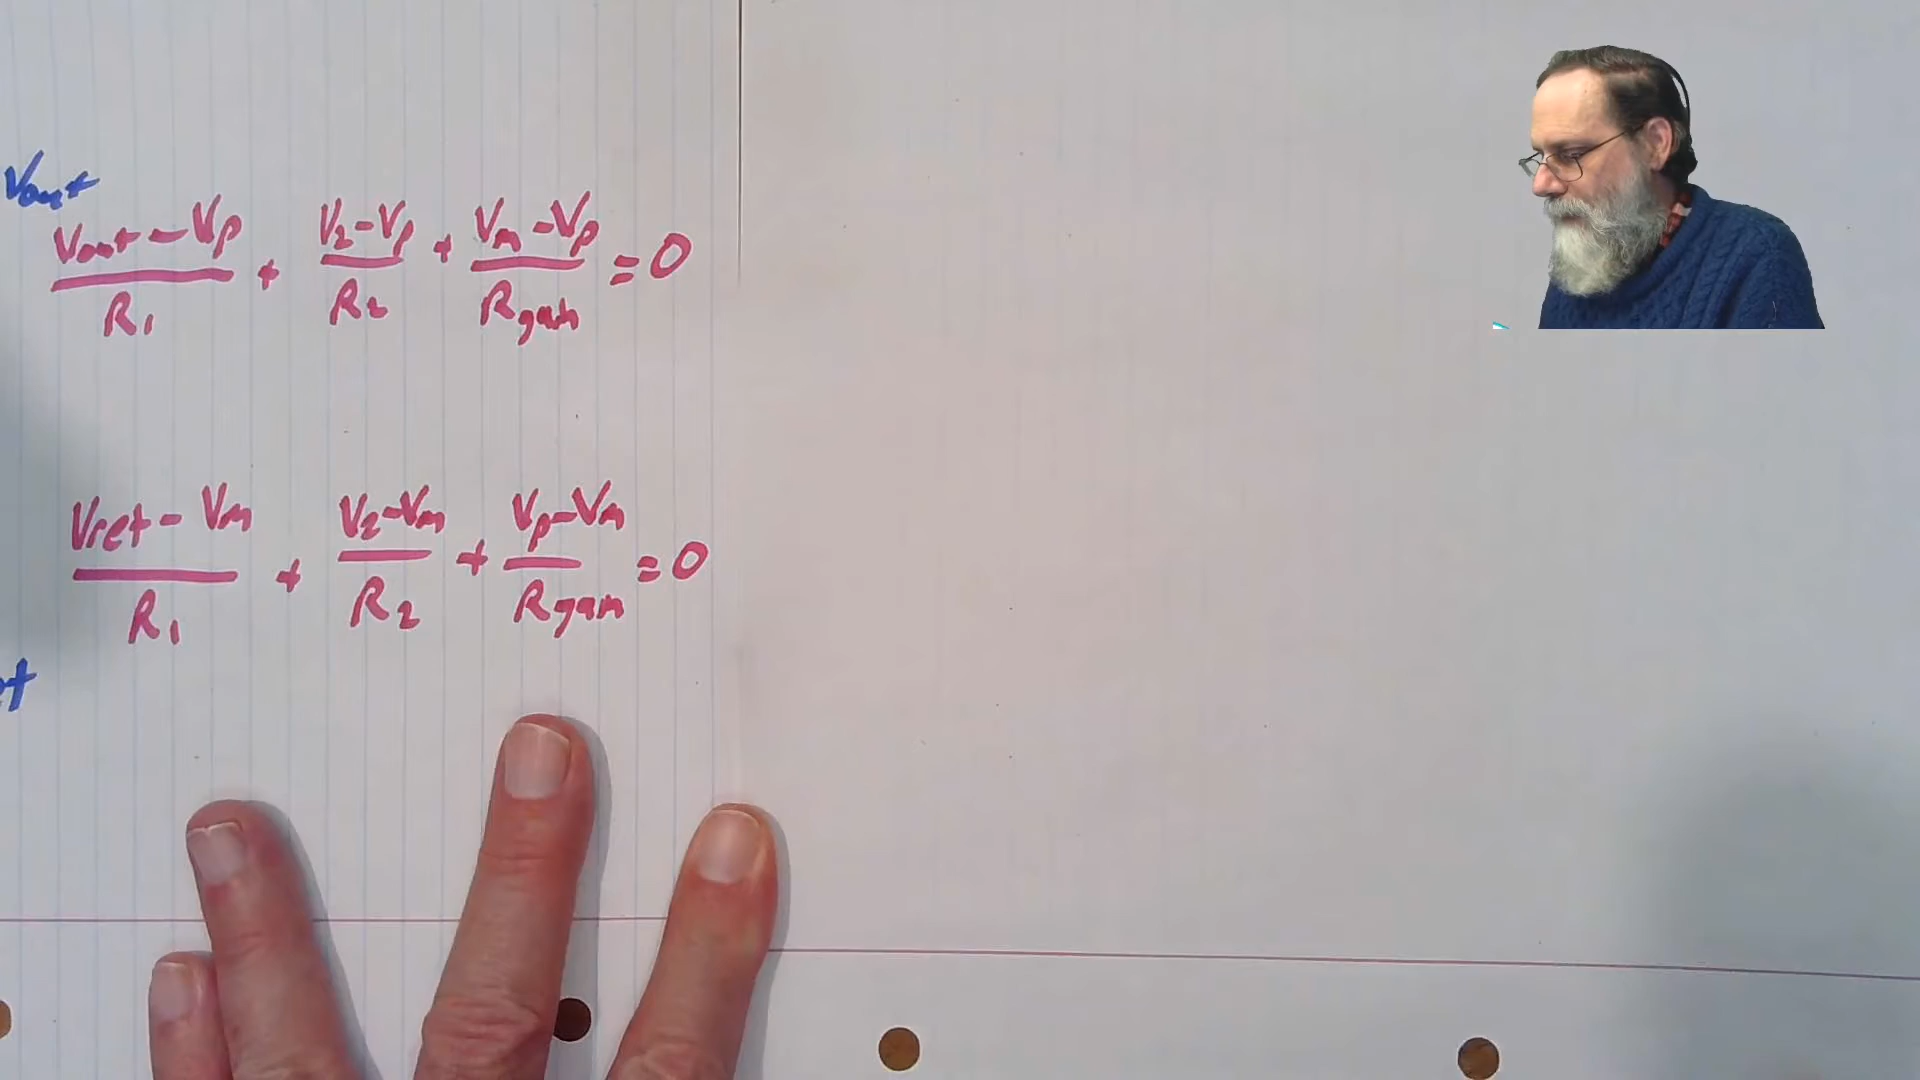 Vout
Vout - Vp / R1 + V2 - Vp / R2 + Vm - Vp / Rgain = 0
Vref - Vm / R1 + V2 - Vm / R2 + Vp - Vm / Rgain = 0